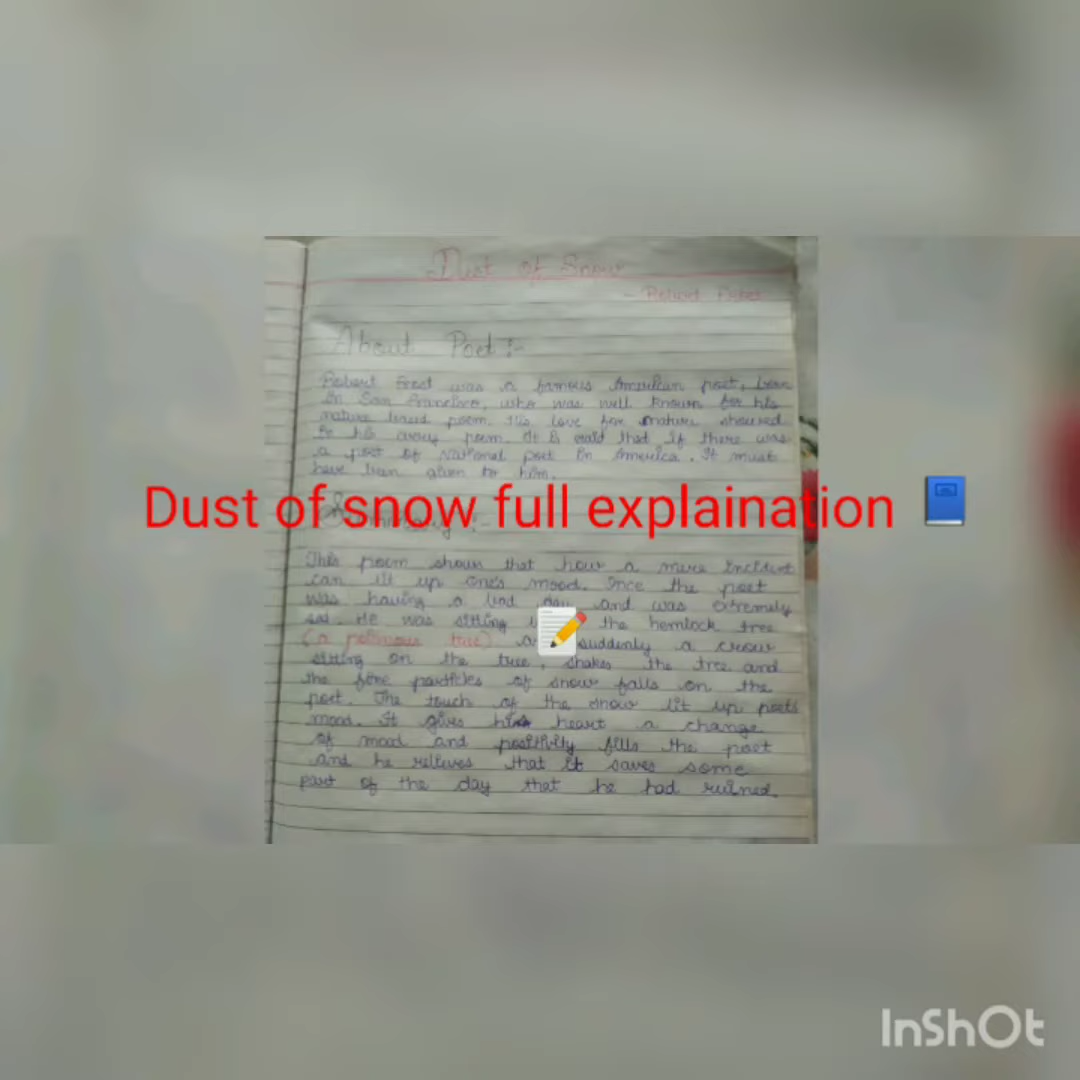 Dust of Snow
- Robert
About Poet :-
Robert Frost was a famous American poet, born
in San Francisco, who was well known for his
nature based poem. His love for nature showed
in his every poem. It is said that if there was
a post of National poet in America. It must
have been given to him.
Dust of snow full explaination
Summary :-
This poem shows that how a mere incident
can lit up one's mood. Once the poet
was having a bad day and was extremely
sad. He was sitting the hemlock tree
(a poisonous tree) suddenly a crow
sitting on the tree, shakes the tree and
the fine particles of snow falls on the
poet. The touch of the snow lit up poets
mood. It gives his heart a change
of mood and positivity fills the poet
and he relieves that it saves some
part of the day that he had ruined.
InShOt